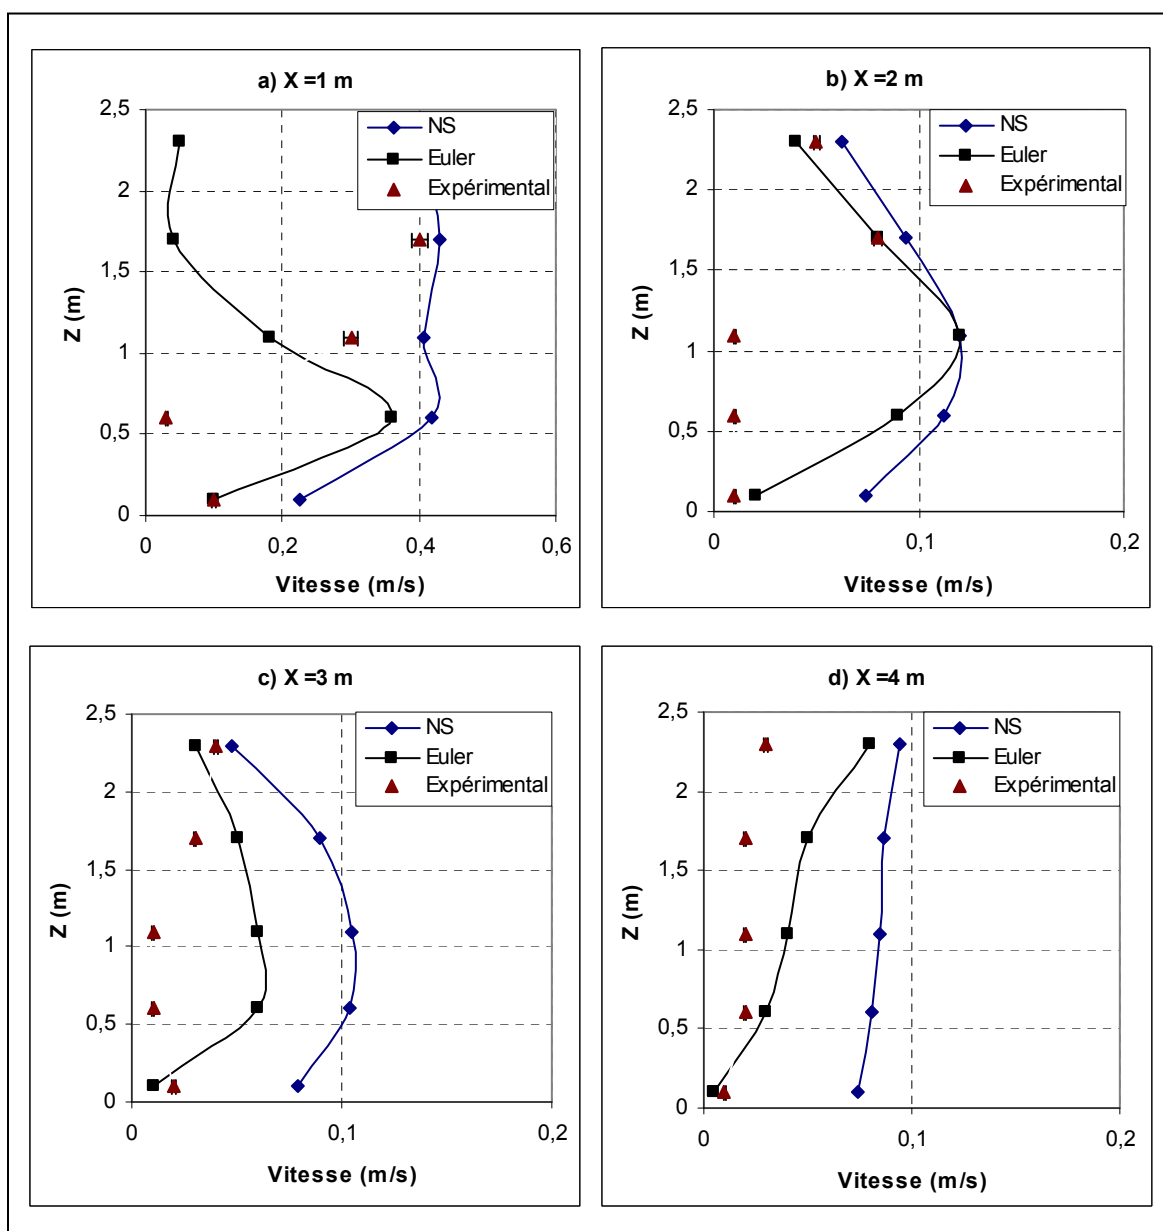 a) X =1 m
NS
Euler
Expérimental
2,5
2
1,5
1
0,5
0
Z (m)
0 0,2 0,4 0,6
Vitesse (m/s)
b) X =2 m
NS
Euler
Expérimental
2,5
2
1,5
1
0,5
0
Z (m)
0 0,1 0,2
Vitesse (m/s)
c) X =3 m
NS
Euler
Expérimental
2,5
2
1,5
1
0,5
0
Z (m)
0 0,1 0,2
Vitesse (m/s)
d) X =4 m
NS
Euler
Expérimental
2,5
2
1,5
1
0,5
0
Z (m)
0 0,1 0,2
Vitesse (m/s)